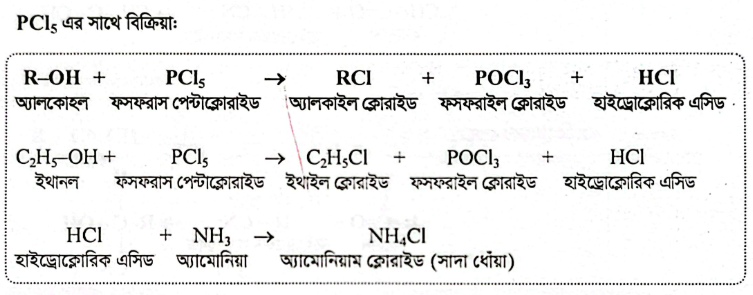 PCl₅ এর সাথে বিক্রিয়াঃ
R–OH + PCl₅ → RCl + POCl₃ + HCl
অ্যালকোহল ফসফরাস পেন্টাক্লোরাইড অ্যালকাইল ক্লোরাইড ফসফরাইল ক্লোরাইড হাইড্রোক্লোরিক এসিড
C₂H₅–OH + PCl₅ → C₂H₅Cl + POCl₃ + HCl
ইথানল ফসফরাস পেন্টাক্লোরাইড ইথাইল ক্লোরাইড ফসফরাইল ক্লোরাইড হাইড্রোক্লোরিক এসিড
HCl + NH₃ → NH₄Cl
হাইড্রোক্লোরিক এসিড অ্যামোনিয়া অ্যামোনিয়াম ক্লোরাইড (সাদা ধোঁয়া)